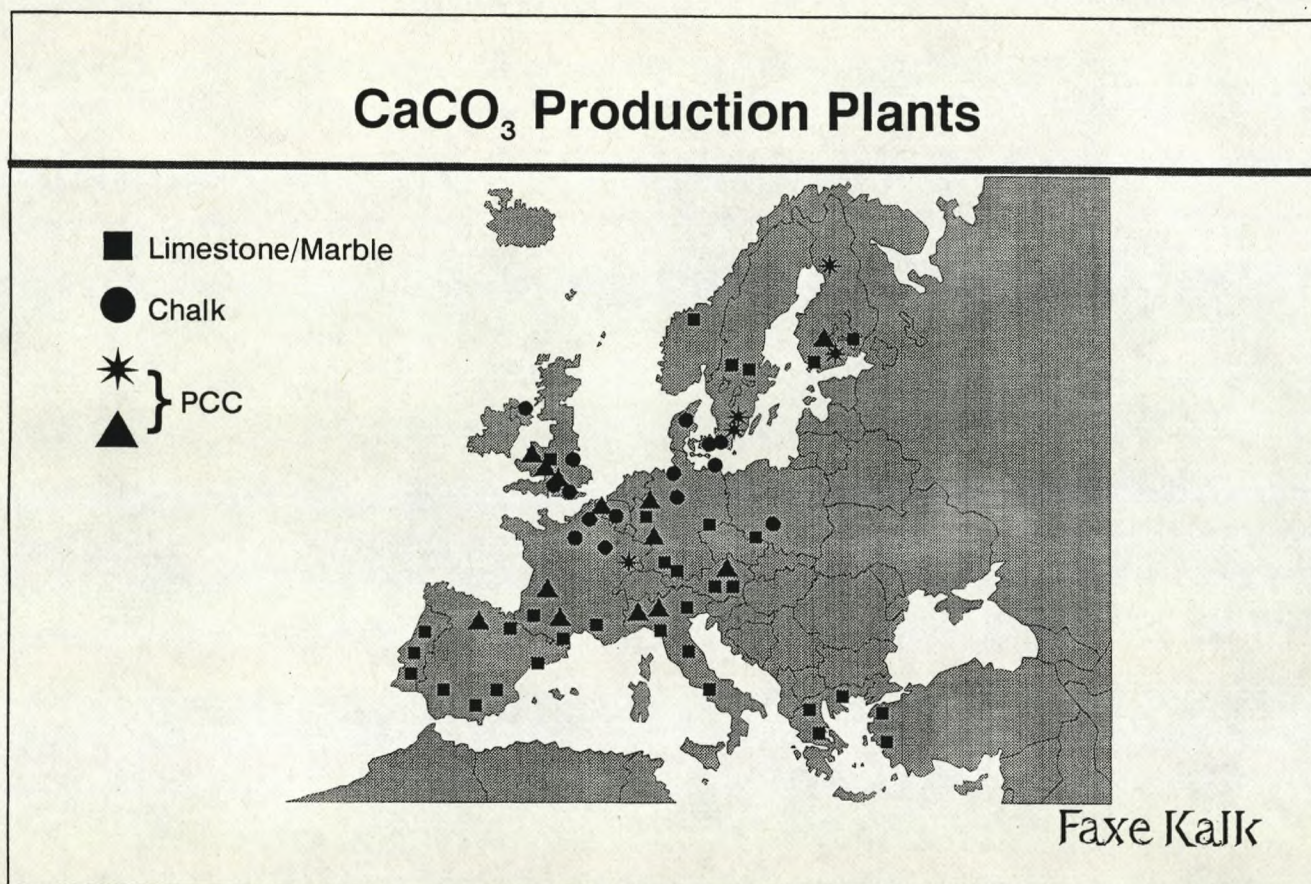 CaCO₃ Production Plants
Limestone/Marble
Chalk
PCC
Faxe Kalk